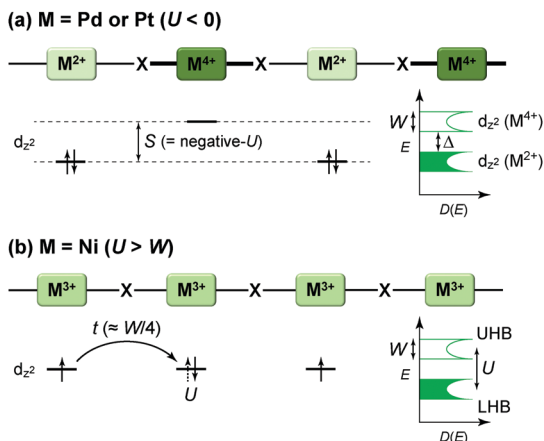 (a) M = Pd or Pt (U < 0)
M2+ X M4+ X M2+ X M4+
dz2
S (= negative-U)
W
E
Δ
dz2 (M4+)
dz2 (M2+)
D(E)
(b) M = Ni (U > W)
M3+ X M3+ X M3+ X M3+
t (≈ W/4)
dz2
U
W
E
UHB
U
LHB
D(E)